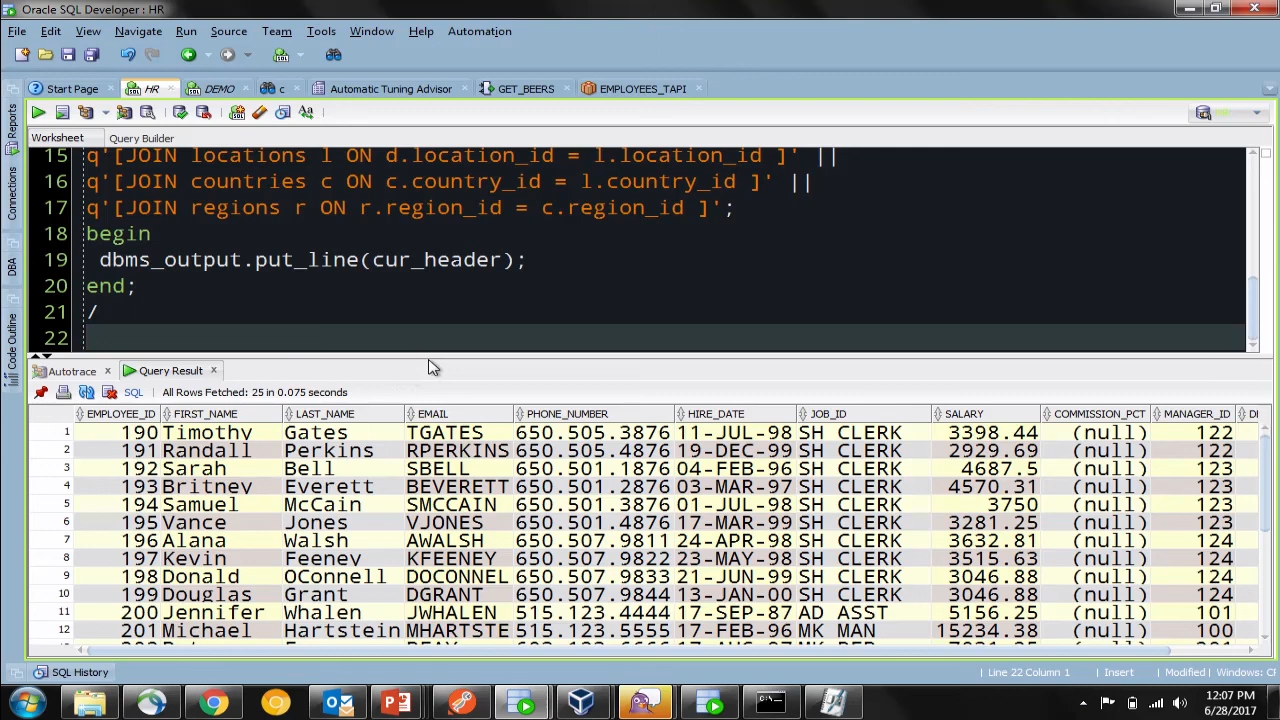 Oracle SQL Developer : HR
File Edit View Navigate Run Source Team Tools Window Help Automation
Start Page HR DEMO c Automatic Tuning Advisor GET_BEERS EMPLOYEES_TAPI
Worksheet Query Builder
Reports
Connections
DBA
Code Outline
15 q'[JOIN locations l ON d.location_id = l.location_id ]' ||
16 q'[JOIN countries c ON c.country_id = l.country_id ]' ||
17 q'[JOIN regions r ON r.region_id = c.region_id ]';
18 begin
19 dbms_output.put_line(cur_header);
20 end;
21 /
22
Autotrace Query Result
SQL All Rows Fetched: 25 in 0.075 seconds
EMPLOYEE_ID FIRST_NAME LAST_NAME EMAIL PHONE_NUMBER HIRE_DATE JOB_ID SALARY COMMISSION_PCT MANAGER_ID
1 190 Timothy Gates TGATES 650.505.3876 11-JUL-98 SH_CLERK 3398.44 (null) 122
2 191 Randall Perkins RPERKINS 650.505.4876 19-DEC-99 SH_CLERK 2929.69 (null) 122
3 192 Sarah Bell SBELL 650.501.1876 04-FEB-96 SH_CLERK 4687.5 (null) 123
4 193 Britney Everett BEVERETT 650.501.2876 03-MAR-97 SH_CLERK 4570.31 (null) 123
5 194 Samuel McCain SMCCAIN 650.501.3876 01-JUL-98 SH_CLERK 3750 (null) 123
6 195 Vance Jones VJONES 650.501.4876 17-MAR-99 SH_CLERK 3281.25 (null) 123
7 196 Alana Walsh AWALSH 650.507.9811 24-APR-98 SH_CLERK 3632.81 (null) 124
8 197 Kevin Feeney KFEENEY 650.507.9822 23-MAY-98 SH_CLERK 3515.63 (null) 124
9 198 Donald OConnell DOCONNEL 650.507.9833 21-JUN-99 SH_CLERK 3046.88 (null) 124
10 199 Douglas Grant DGRANT 650.507.9844 13-JAN-00 SH_CLERK 3046.88 (null) 124
11 200 Jennifer Whalen JWHALEN 515.123.4444 17-SEP-87 AD_ASST 5156.25 (null) 101
12 201 Michael Hartstein MHARTSTE 515.123.5555 17-FEB-96 MK_MAN 15234.38 (null) 100
SQL History
Line 22 Column 1 Insert Modified Windows:
12:07 PM
6/28/2017